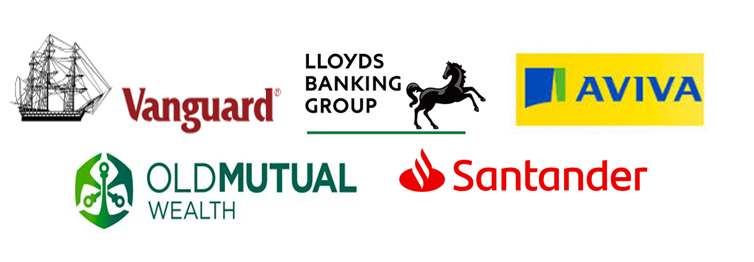 Vanguard®
LLOYDS
BANKING
GROUP
AVIVA
OLDMUTUAL
WEALTH
Santander